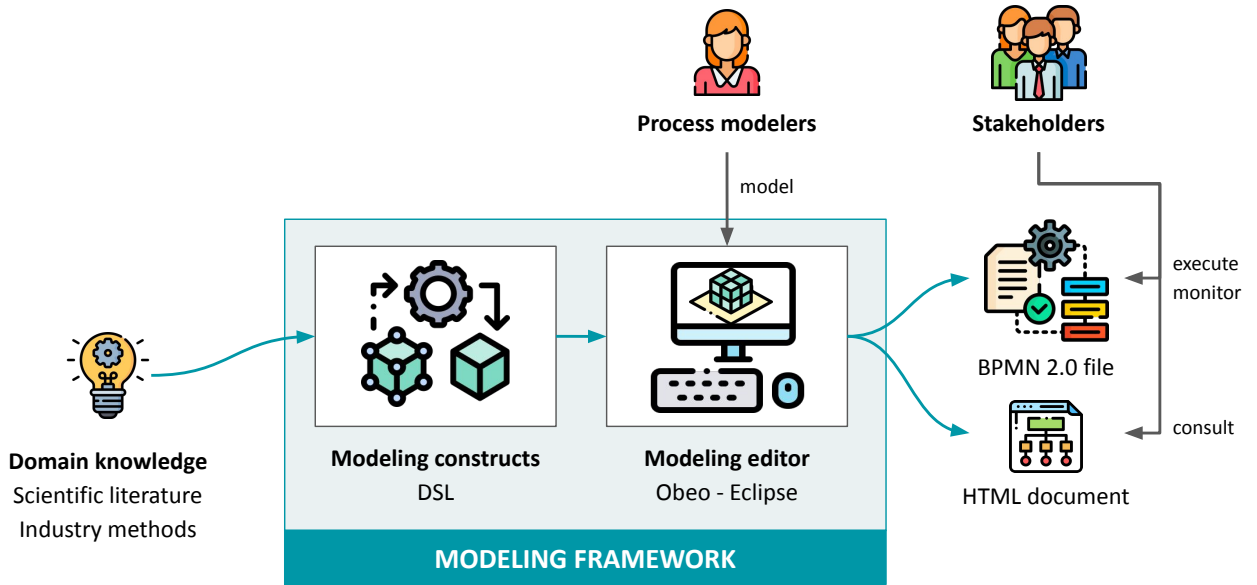 Process modelers
Stakeholders
model
execute
monitor
BPMN 2.0 file
consult
HTML document
Domain knowledge
Scientific literature
Industry methods
Modeling constructs
DSL
Modeling editor
Obeo - Eclipse
MODELING FRAMEWORK